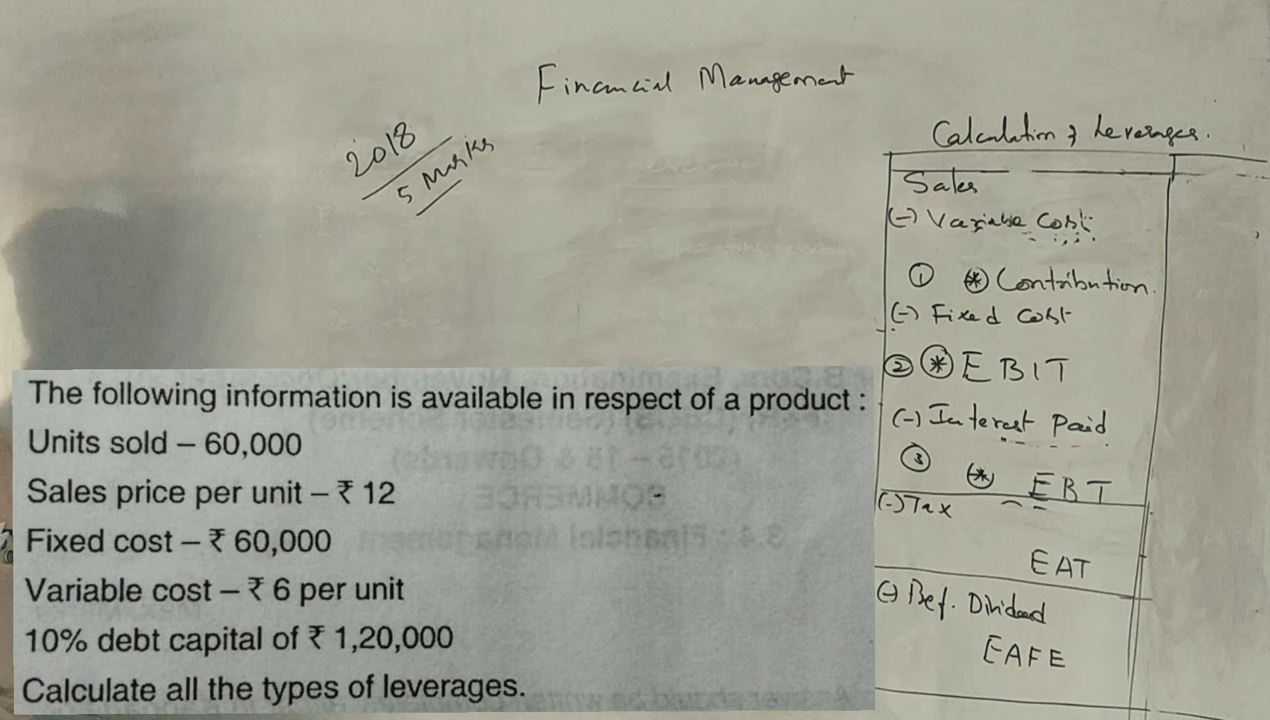 Financial Management
2018
5 Marks
Calculation of Leverages.
Sales
(-) Variable Cost
① * Contribution.
(-) Fixed Cost
② * EBIT
(-) Interest Paid
③ * EBT
(-) Tax
EAT
(-) Pref. Dividend
EAFE
The following information is available in respect of a product :
Units sold – 60,000
Sales price per unit – ₹ 12
Fixed cost – ₹ 60,000
Variable cost – ₹ 6 per unit
10% debt capital of ₹ 1,20,000
Calculate all the types of leverages.